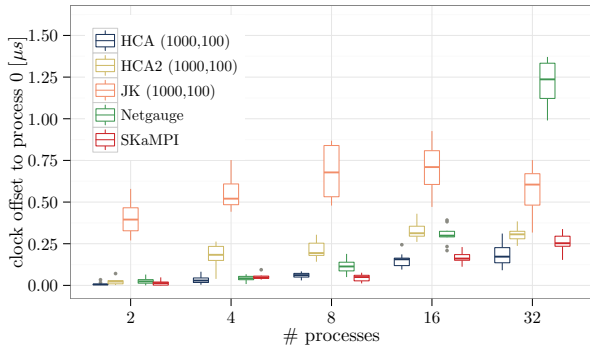 clock offset to process 0 [μs]
1.50
1.25
1.00
0.75
0.50
0.25
0.00
HCA (1000,100)
HCA2 (1000,100)
JK (1000,100)
Netgauge
SKaMPI
2 4 8 16 32
# processes